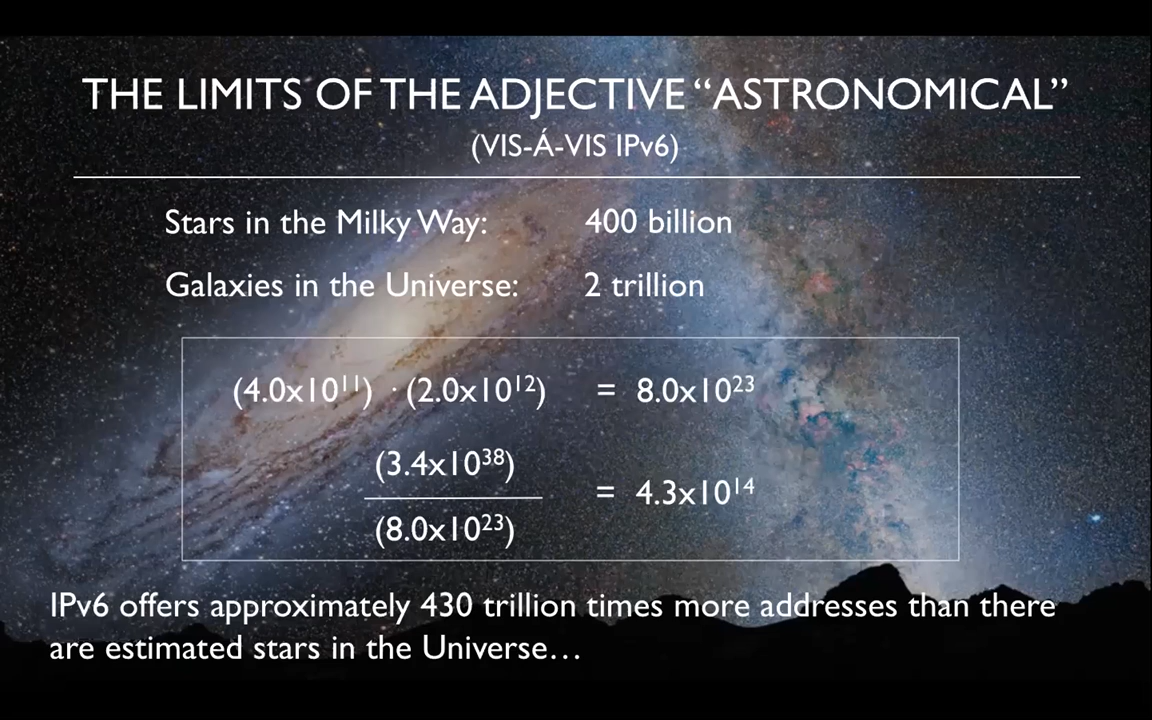 THE LIMITS OF THE ADJECTIVE “ASTRONOMICAL”
(VIS-Á-VIS IPv6)
Stars in the Milky Way: 400 billion
Galaxies in the Universe: 2 trillion
(4.0x10¹¹) · (2.0x10¹²) = 8.0x10²³
(3.4x10³⁸)
= 4.3x10¹⁴
(8.0x10²³)
IPv6 offers approximately 430 trillion times more addresses than there
are estimated stars in the Universe…